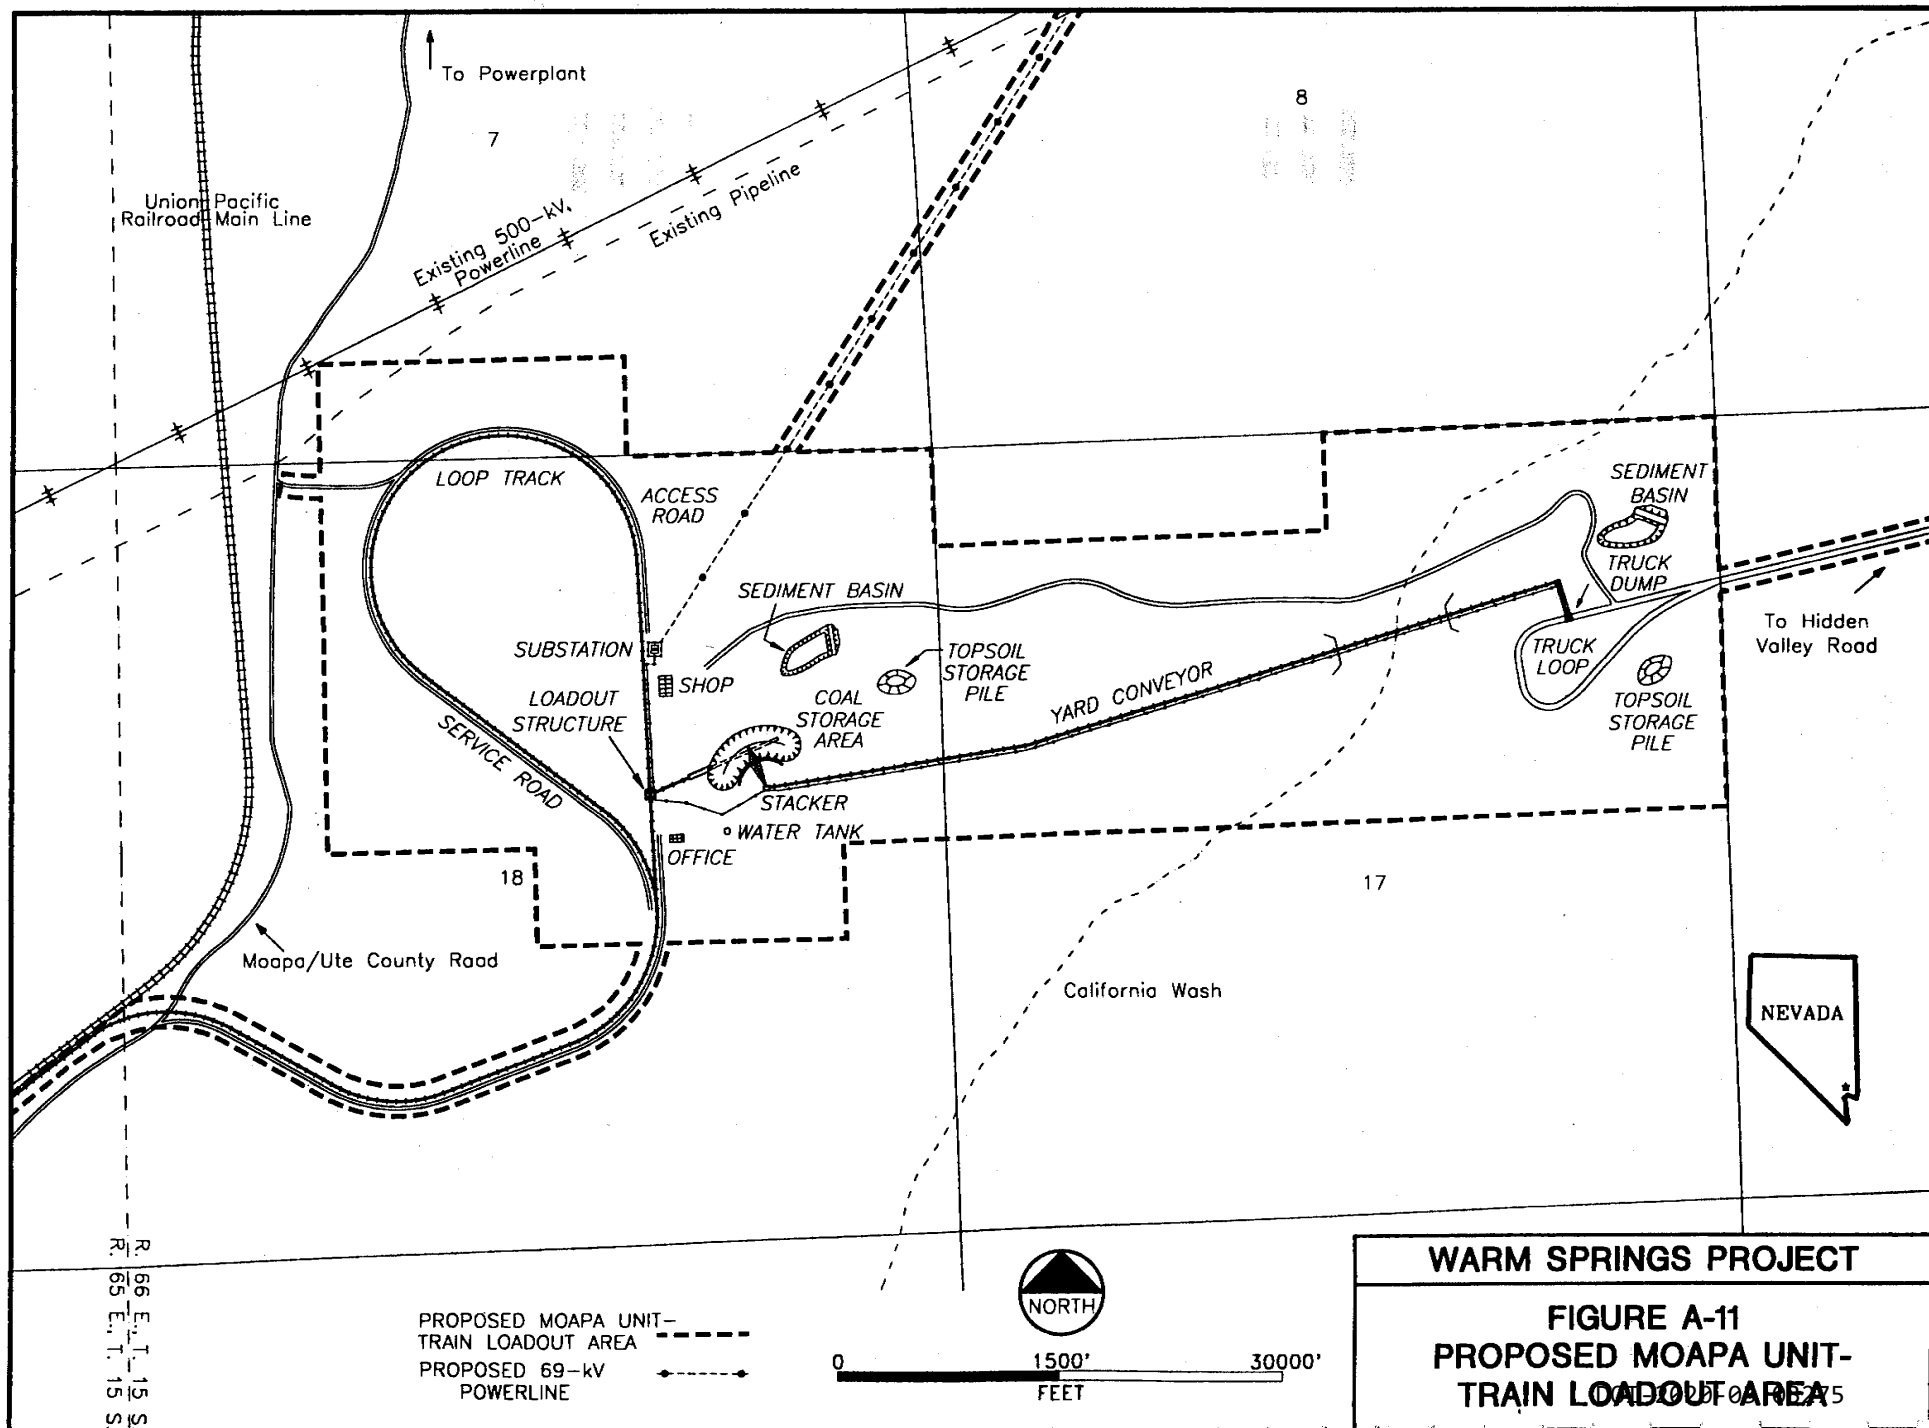 To Powerplant
7
8
Union Pacific
Railroad Main Line
Existing 500-kV,
Powerline
Existing Pipeline
LOOP TRACK
ACCESS
ROAD
SEDIMENT
BASIN
TRUCK
DUMP
SEDIMENT BASIN
To Hidden
Valley Road
SUBSTATION
SHOP
TOPSOIL
STORAGE
PILE
TRUCK
LOOP
LOADOUT
STRUCTURE
COAL
STORAGE
AREA
YARD CONVEYOR
TOPSOIL
STORAGE
PILE
SERVICE ROAD
STACKER
WATER TANK
OFFICE
18
17
Moapa/Ute County Road
California Wash
NEVADA
R. 66 E., T. 15 S.
R. 65 E., T. 15 S.
PROPOSED MOAPA UNIT-
TRAIN LOADOUT AREA
PROPOSED 69-kV
POWERLINE
NORTH
0 1500' 30000'
FEET
WARM SPRINGS PROJECT
FIGURE A-11
PROPOSED MOAPA UNIT-
TRAIN LOADOUT AREA